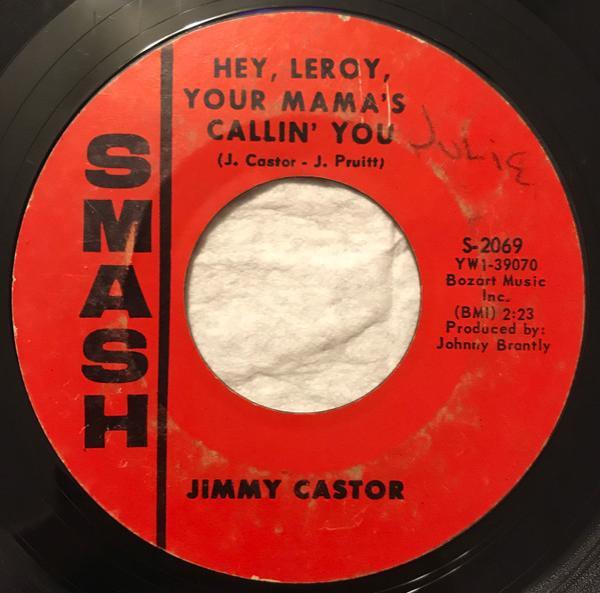 HEY, LEROY,
YOUR MAMA'S
CALLIN' YOU
(J. Castor - J. Pruitt)
Julie
SMASH
S-2069
YW1-39070
Bozart Music
Inc.
(BMI) 2:23
Produced by:
Johnny Brantly
JiMMY CASTOR